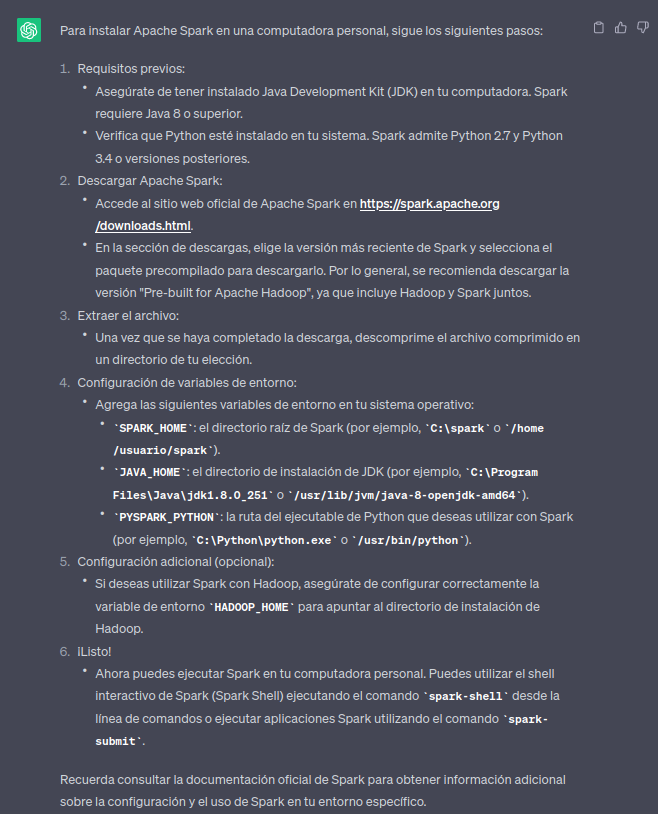 Para instalar Apache Spark en una computadora personal, sigue los siguientes pasos:
1. Requisitos previos:
• Asegúrate de tener instalado Java Development Kit (JDK) en tu computadora. Spark
requiere Java 8 o superior.
• Verifica que Python esté instalado en tu sistema. Spark admite Python 2.7 y Python
3.4 o versiones posteriores.
2. Descargar Apache Spark:
• Accede al sitio web oficial de Apache Spark en https://spark.apache.org
/downloads.html.
• En la sección de descargas, elige la versión más reciente de Spark y selecciona el
paquete precompilado para descargarlo. Por lo general, se recomienda descargar la
versión "Pre-built for Apache Hadoop", ya que incluye Hadoop y Spark juntos.
3. Extraer el archivo:
• Una vez que se haya completado la descarga, descomprime el archivo comprimido en
un directorio de tu elección.
4. Configuración de variables de entorno:
• Agrega las siguientes variables de entorno en tu sistema operativo:
• `SPARK_HOME`: el directorio raíz de Spark (por ejemplo, `C:\spark` o `/home
/usuario/spark`).
• `JAVA_HOME`: el directorio de instalación de JDK (por ejemplo, `C:\Program
Files\Java\jdk1.8.0_251` o `/usr/lib/jvm/java-8-openjdk-amd64`).
• `PYSPARK_PYTHON`: la ruta del ejecutable de Python que deseas utilizar con Spark
(por ejemplo, `C:\Python\python.exe` o `/usr/bin/python`).
5. Configuración adicional (opcional):
• Si deseas utilizar Spark con Hadoop, asegúrate de configurar correctamente la
variable de entorno `HADOOP_HOME` para apuntar al directorio de instalación de
Hadoop.
6. ¡Listo!
• Ahora puedes ejecutar Spark en tu computadora personal. Puedes utilizar el shell
interactivo de Spark (Spark Shell) ejecutando el comando `spark-shell` desde la
línea de comandos o ejecutar aplicaciones Spark utilizando el comando `spark-
submit`.
Recuerda consultar la documentación oficial de Spark para obtener información adicional
sobre la configuración y el uso de Spark en tu entorno específico.